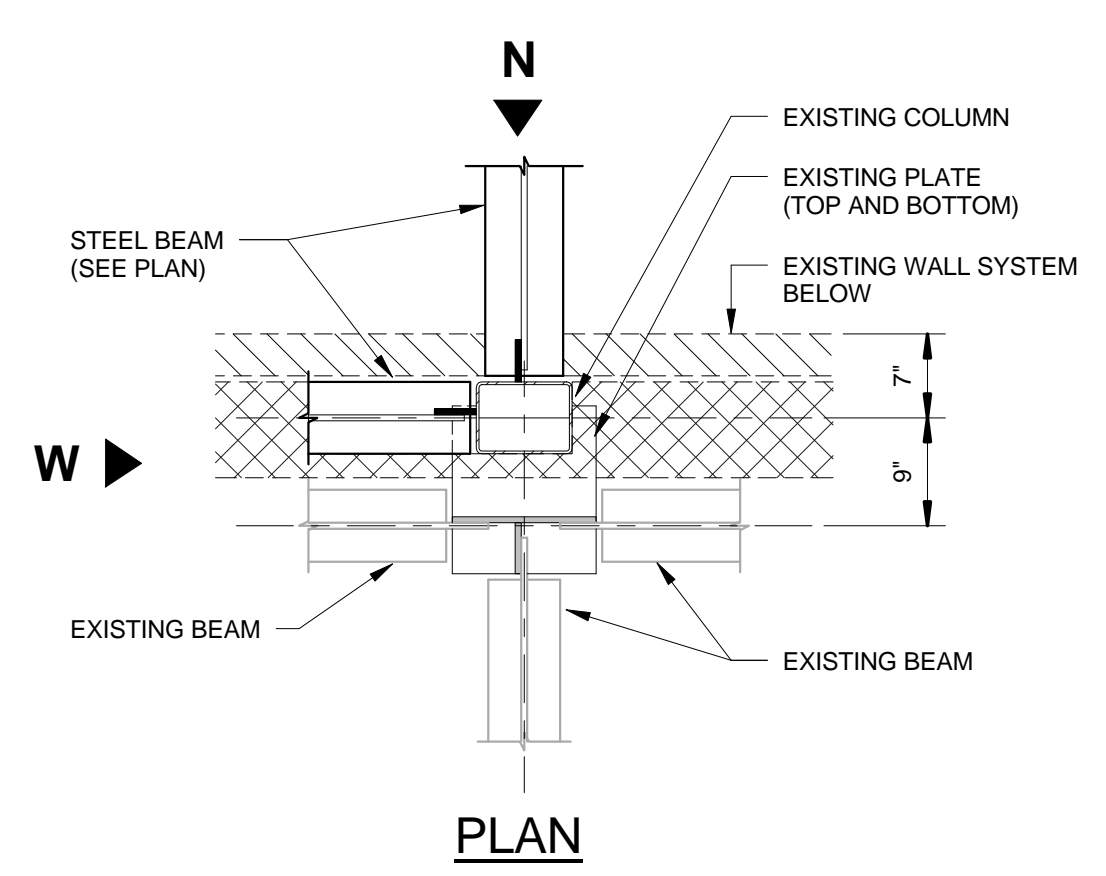 N
EXISTING COLUMN
EXISTING PLATE
(TOP AND BOTTOM)
STEEL BEAM
(SEE PLAN)
EXISTING WALL SYSTEM
BELOW
7"
W
9"
EXISTING BEAM
EXISTING BEAM
PLAN